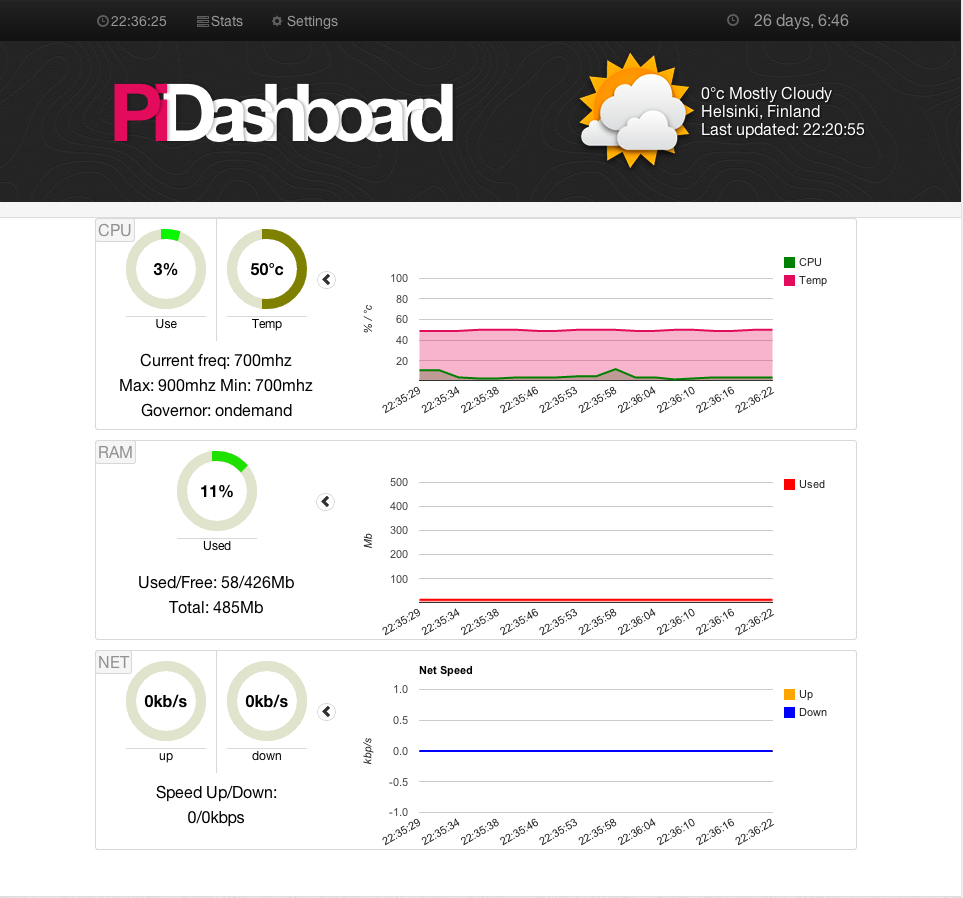 22:36:25 Stats Settings 26 days, 6:46
PiDashboard
0°c Mostly Cloudy
Helsinki, Finland
Last updated: 22:20:55
CPU
3%
Use
50°c
Temp
Current freq: 700mhz
Max: 900mhz Min: 700mhz
Governor: ondemand
% / °c
100
80
60
40
20
22:35:29 22:35:34 22:35:38 22:35:46 22:35:53 22:35:58 22:36:04 22:36:10 22:36:16 22:36:22
CPU
Temp
RAM
11%
Used
Used/Free: 58/426Mb
Total: 485Mb
Mb
500
400
300
200
100
22:35:29 22:35:34 22:35:38 22:35:46 22:35:53 22:35:58 22:36:04 22:36:10 22:36:16 22:36:22
Used
NET
0kb/s
up
0kb/s
down
Speed Up/Down:
0/0kbps
Net Speed
kbp/s
1.0
0.5
0.0
-0.5
-1.0
22:35:29 22:35:34 22:35:38 22:35:46 22:35:53 22:35:58 22:36:04 22:36:10 22:36:16 22:36:22
Up
Down